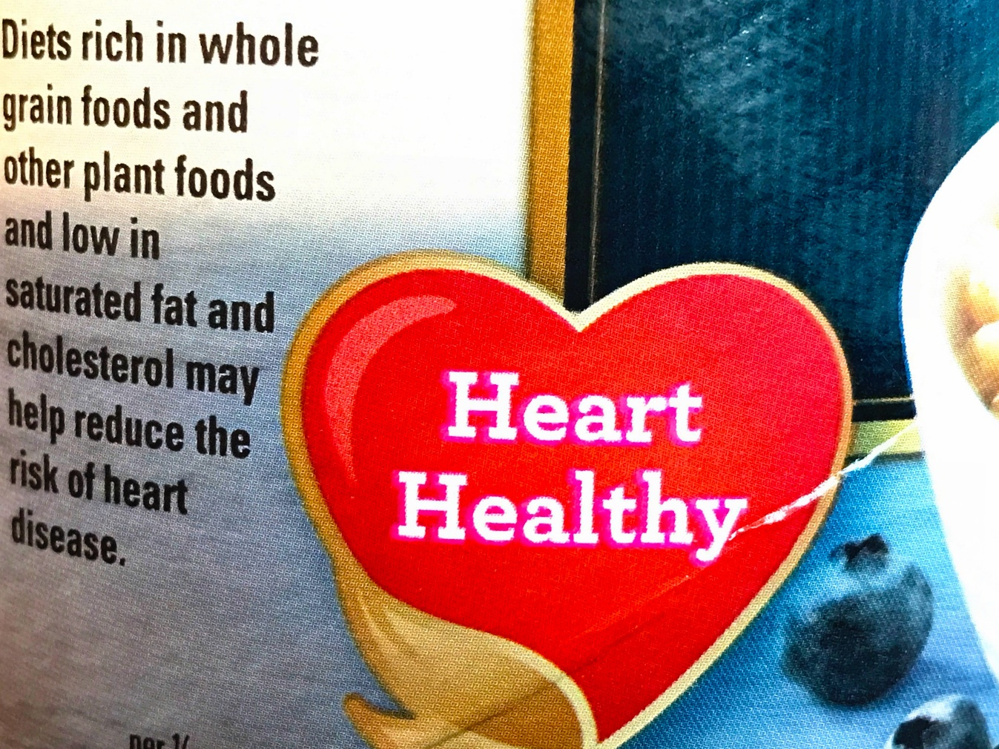 Diets rich in whole
grain foods and
other plant foods
and low in
saturated fat and
cholesterol may
help reduce the
risk of heart
disease.
Heart
Healthy